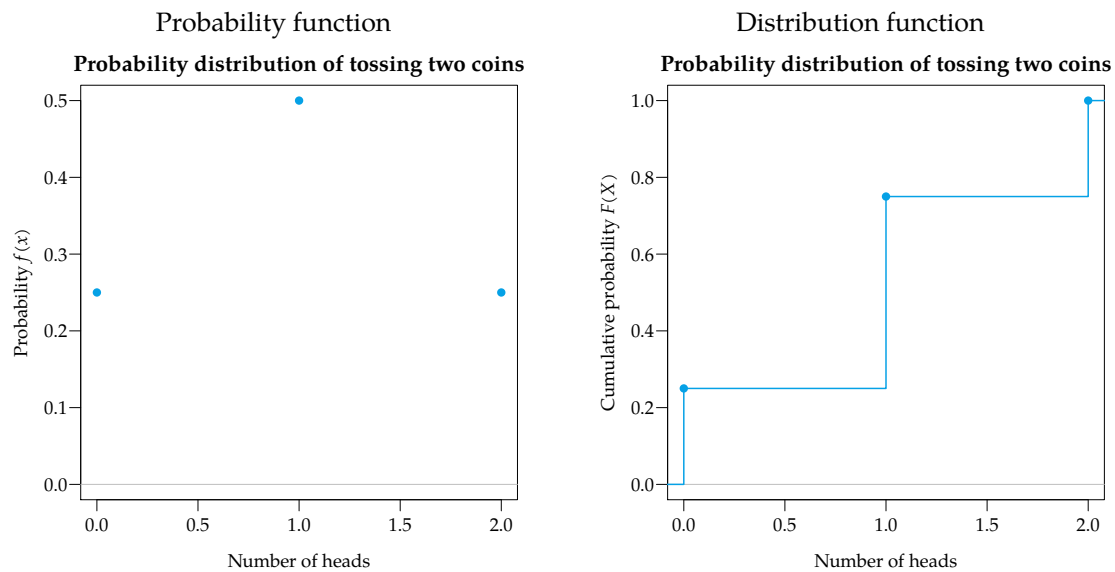 Probability function
Probability distribution of tossing two coins
Probability f(x)
0.5
0.4
0.3
0.2
0.1
0.0
0.0 0.5 1.0 1.5 2.0
Number of heads
Distribution function
Probability distribution of tossing two coins
Cumulative probability F(X)
1.0
0.8
0.6
0.4
0.2
0.0
0.0 0.5 1.0 1.5 2.0
Number of heads